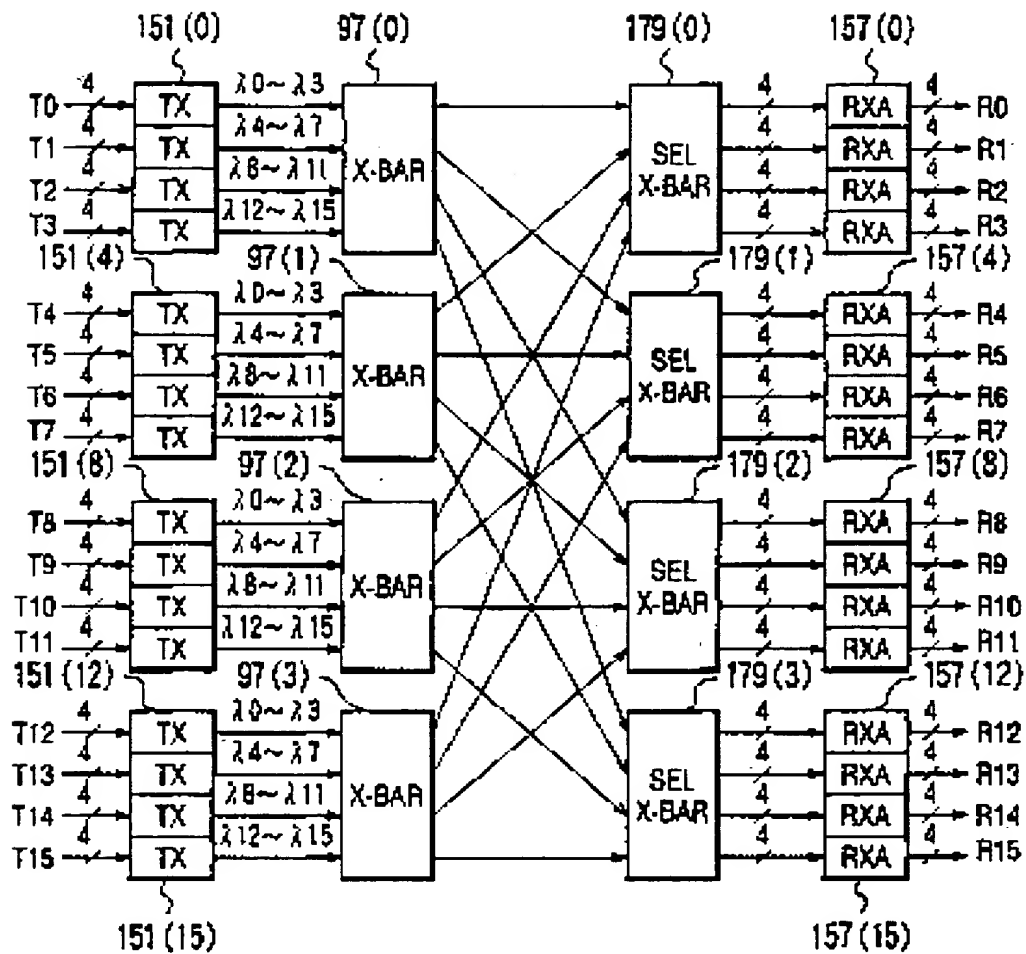 151(0) 97(0) 179(0) 157(0)
4 λ0~λ3 4 4
T0 TX RXA R0
4 λ4~λ7 4 4
T1 TX RXA R1
4 λ8~λ11 X-BAR SEL X-BAR 4 4
T2 TX RXA R2
4 λ12~λ15 4 4
T3 TX RXA R3
151(4) 97(1) 179(1) 157(4)
4 λ0~λ3 4 4
T4 TX RXA R4
4 λ4~λ7 4 4
T5 TX RXA R5
4 λ8~λ11 X-BAR SEL X-BAR 4 4
T6 TX RXA R6
4 λ12~λ15 4 4
T7 TX RXA R7
151(8) 97(2) 179(2) 157(8)
4 λ0~λ3 4 4
T8 TX RXA R8
4 λ4~λ7 4 4
T9 TX RXA R9
4 λ8~λ11 X-BAR SEL X-BAR 4 4
T10 TX RXA R10
4 λ12~λ15 4 4
T11 TX RXA R11
151(12) 97(3) 179(3) 157(12)
4 λ0~λ3 4 4
T12 TX RXA R12
4 λ4~λ7 4 4
T13 TX RXA R13
4 λ8~λ11 X-BAR SEL X-BAR 4 4
T14 TX RXA R14
4 λ12~λ15 4 4
T15 TX RXA R15
151(15) 157(15)